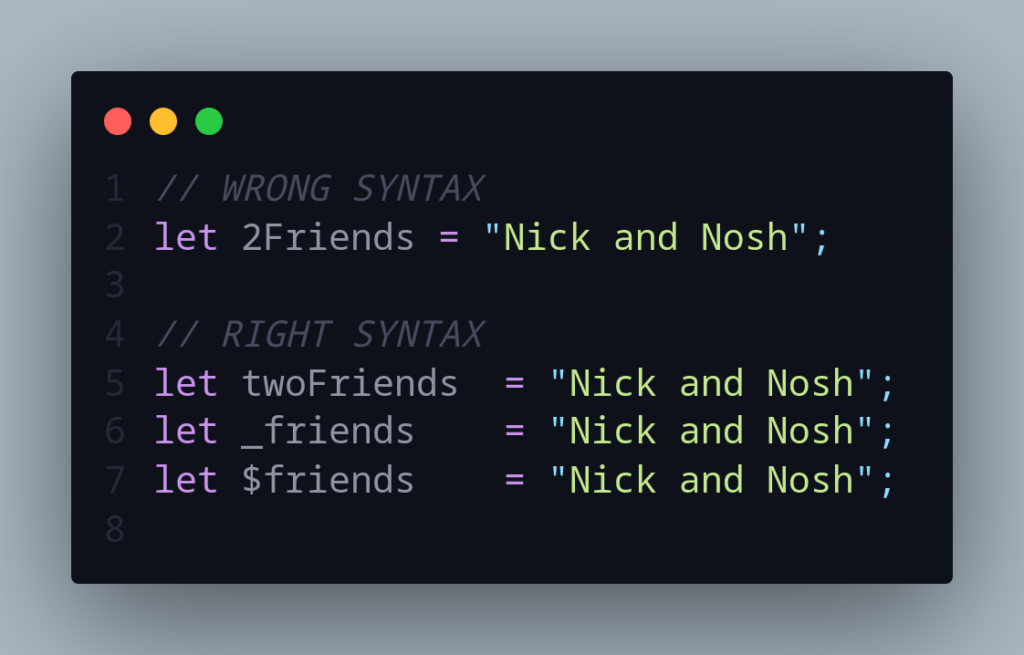 1 // WRONG SYNTAX
2 let 2Friends = "Nick and Nosh";
3
4 // RIGHT SYNTAX
5 let twoFriends  = "Nick and Nosh";
6 let _friends    = "Nick and Nosh";
7 let $friends    = "Nick and Nosh";
8